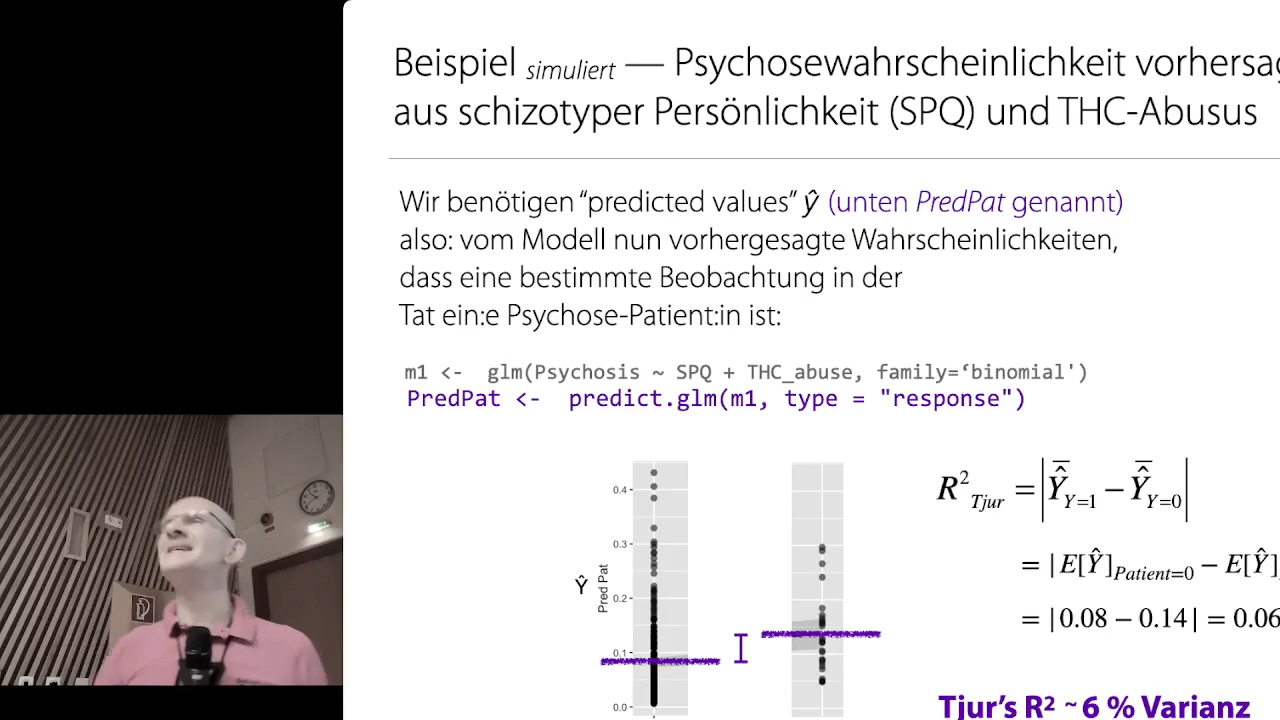 Beispiel simuliert — Psychosewahrscheinlichkeit vorhersag
aus schizotyper Persönlichkeit (SPQ) und THC-Abusus
Wir benötigen “predicted values” ŷ (unten PredPat genannt)
also: vom Modell nun vorhergesagte Wahrscheinlichkeiten,
dass eine bestimmte Beobachtung in der
Tat ein:e Psychose-Patient:in ist:
m1 <- glm(Psychosis ~ SPQ + THC_abuse, family=‘binomial')
PredPat <- predict.glm(m1, type = "response")
0.4
0.3
0.2
0.1
0.0
Ŷ
Pred Pat
R²Tjur = |Ŷ̅Y=1 − Ŷ̅Y=0|
= |E[Ŷ]Patient=0 − E[Ŷ]
= |0.08 − 0.14| = 0.06
Tjur’s R² ~ 6 % Varianz